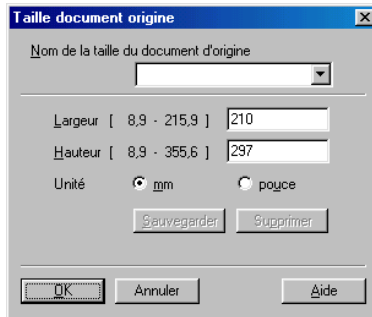 Taille document origine
Nom de la taille du document d'origine
Largeur [ 8,9 - 215,9 ] 210
Hauteur [ 8,9 - 355,6 ] 297
Unité mm pouce
Sauvegarder Supprimer
OK Annuler Aide